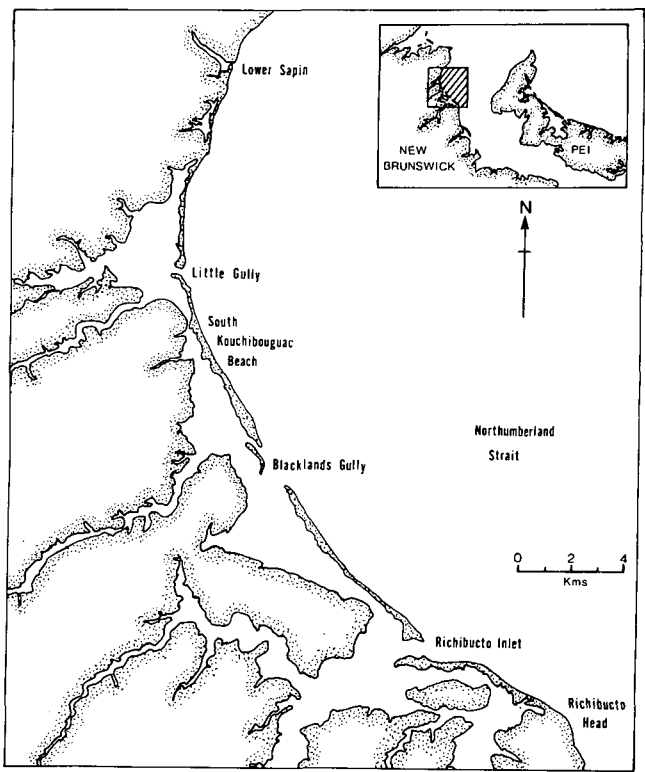 Lower Sapin
NEW
BRUNSWICK
PEI
N
Little Gully
South
Kouchibouguac
Beach
Northumberland
Strait
Blacklands Gully
0 2 4
Kms
Richibucto Inlet
Richibucto
Head